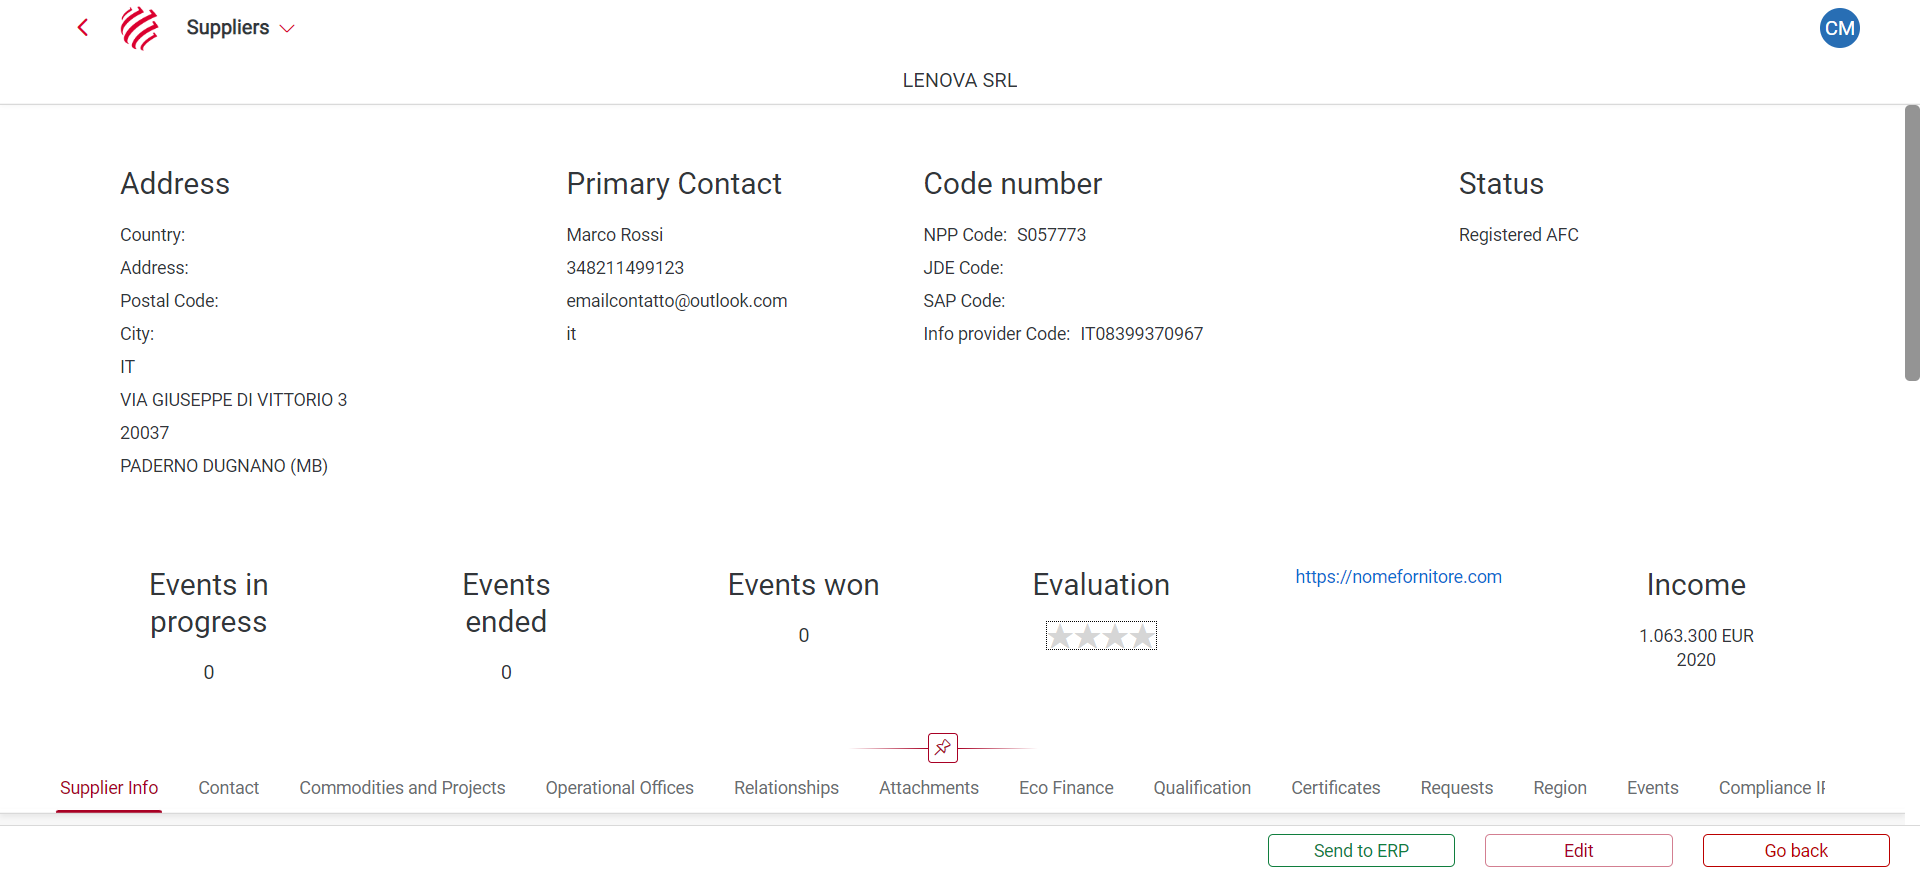 Suppliers
CM
LENOVA SRL
Address
Country:
Address:
Postal Code:
City:
IT
VIA GIUSEPPE DI VITTORIO 3
20037
PADERNO DUGNANO (MB)
Primary Contact
Marco Rossi
348211499123
emailcontatto@outlook.com
it
Code number
NPP Code: S057773
JDE Code:
SAP Code:
Info provider Code: IT08399370967
Status
Registered AFC
Events in
progress
0
Events
ended
0
Events won
0
Evaluation
https://nomefornitore.com
Income
1.063.300 EUR
2020
Supplier Info Contact Commodities and Projects Operational Offices Relationships Attachments Eco Finance Qualification Certificates Requests Region Events Compliance
Send to ERP Edit Go back